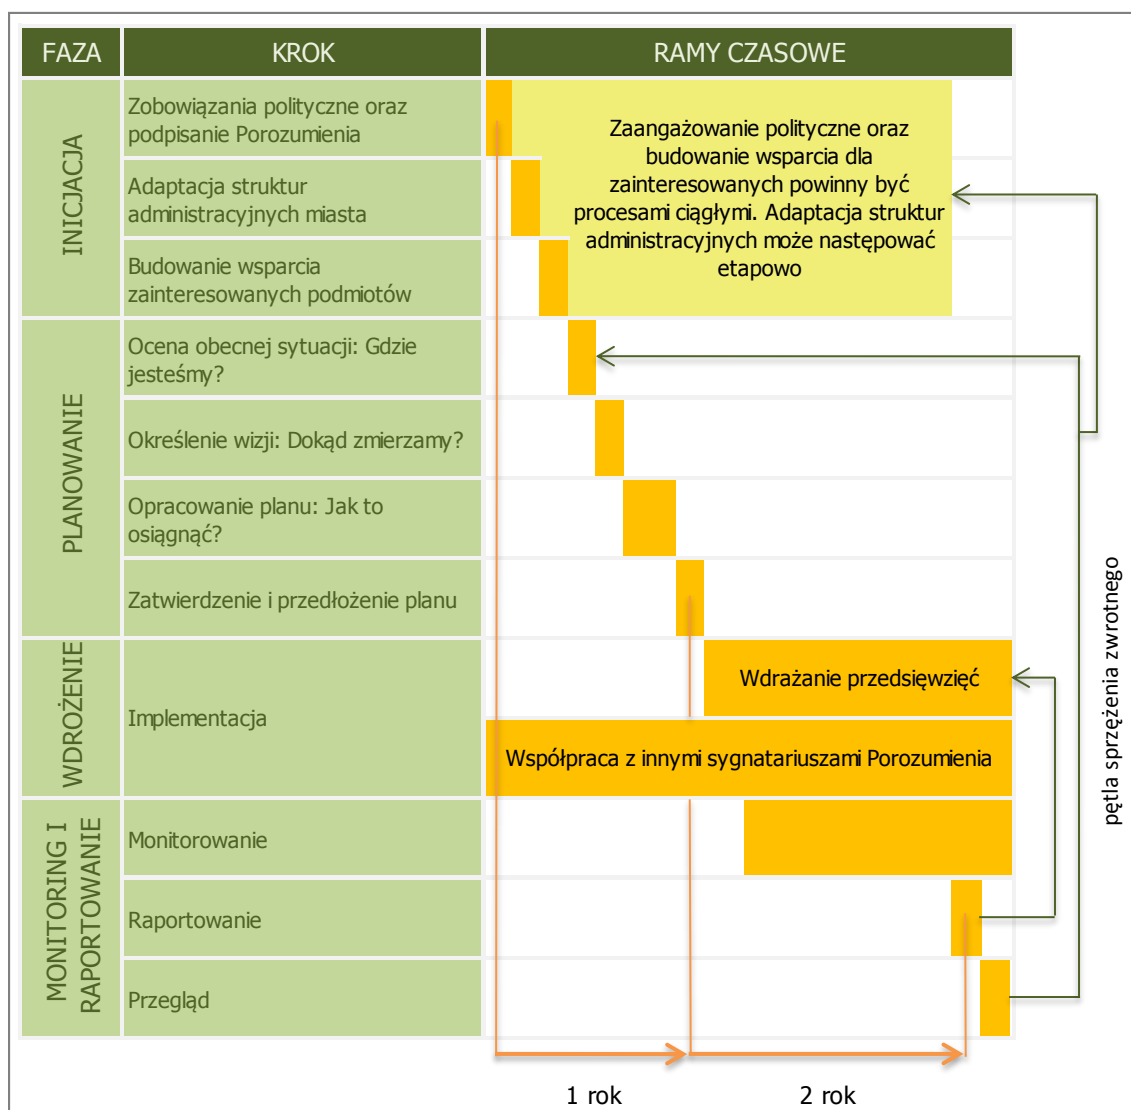 FAZA
KROK
RAMY CZASOWE
INICJACJA
Zobowiązania polityczne oraz
podpisanie Porozumienia
Adaptacja struktur
administracyjnych miasta
Budowanie wsparcia
zainteresowanych podmiotów
Zaangażowanie polityczne oraz
budowanie wsparcia dla
zainteresowanych powinny być
procesami ciągłymi. Adaptacja struktur
administracyjnych może następować
etapowo
PLANOWANIE
Ocena obecnej sytuacji: Gdzie
jesteśmy?
Określenie wizji: Dokąd zmierzamy?
Opracowanie planu: Jak to
osiągnąć?
Zatwierdzenie i przedłożenie planu
WDROŻENIE
Implementacja
Wdrażanie przedsięwzięć
Współpraca z innymi sygnatariuszami Porozumienia
MONITORING I
RAPORTOWANIE
Monitorowanie
Raportowanie
Przegląd
pętla sprzężenia zwrotnego
1 rok
2 rok